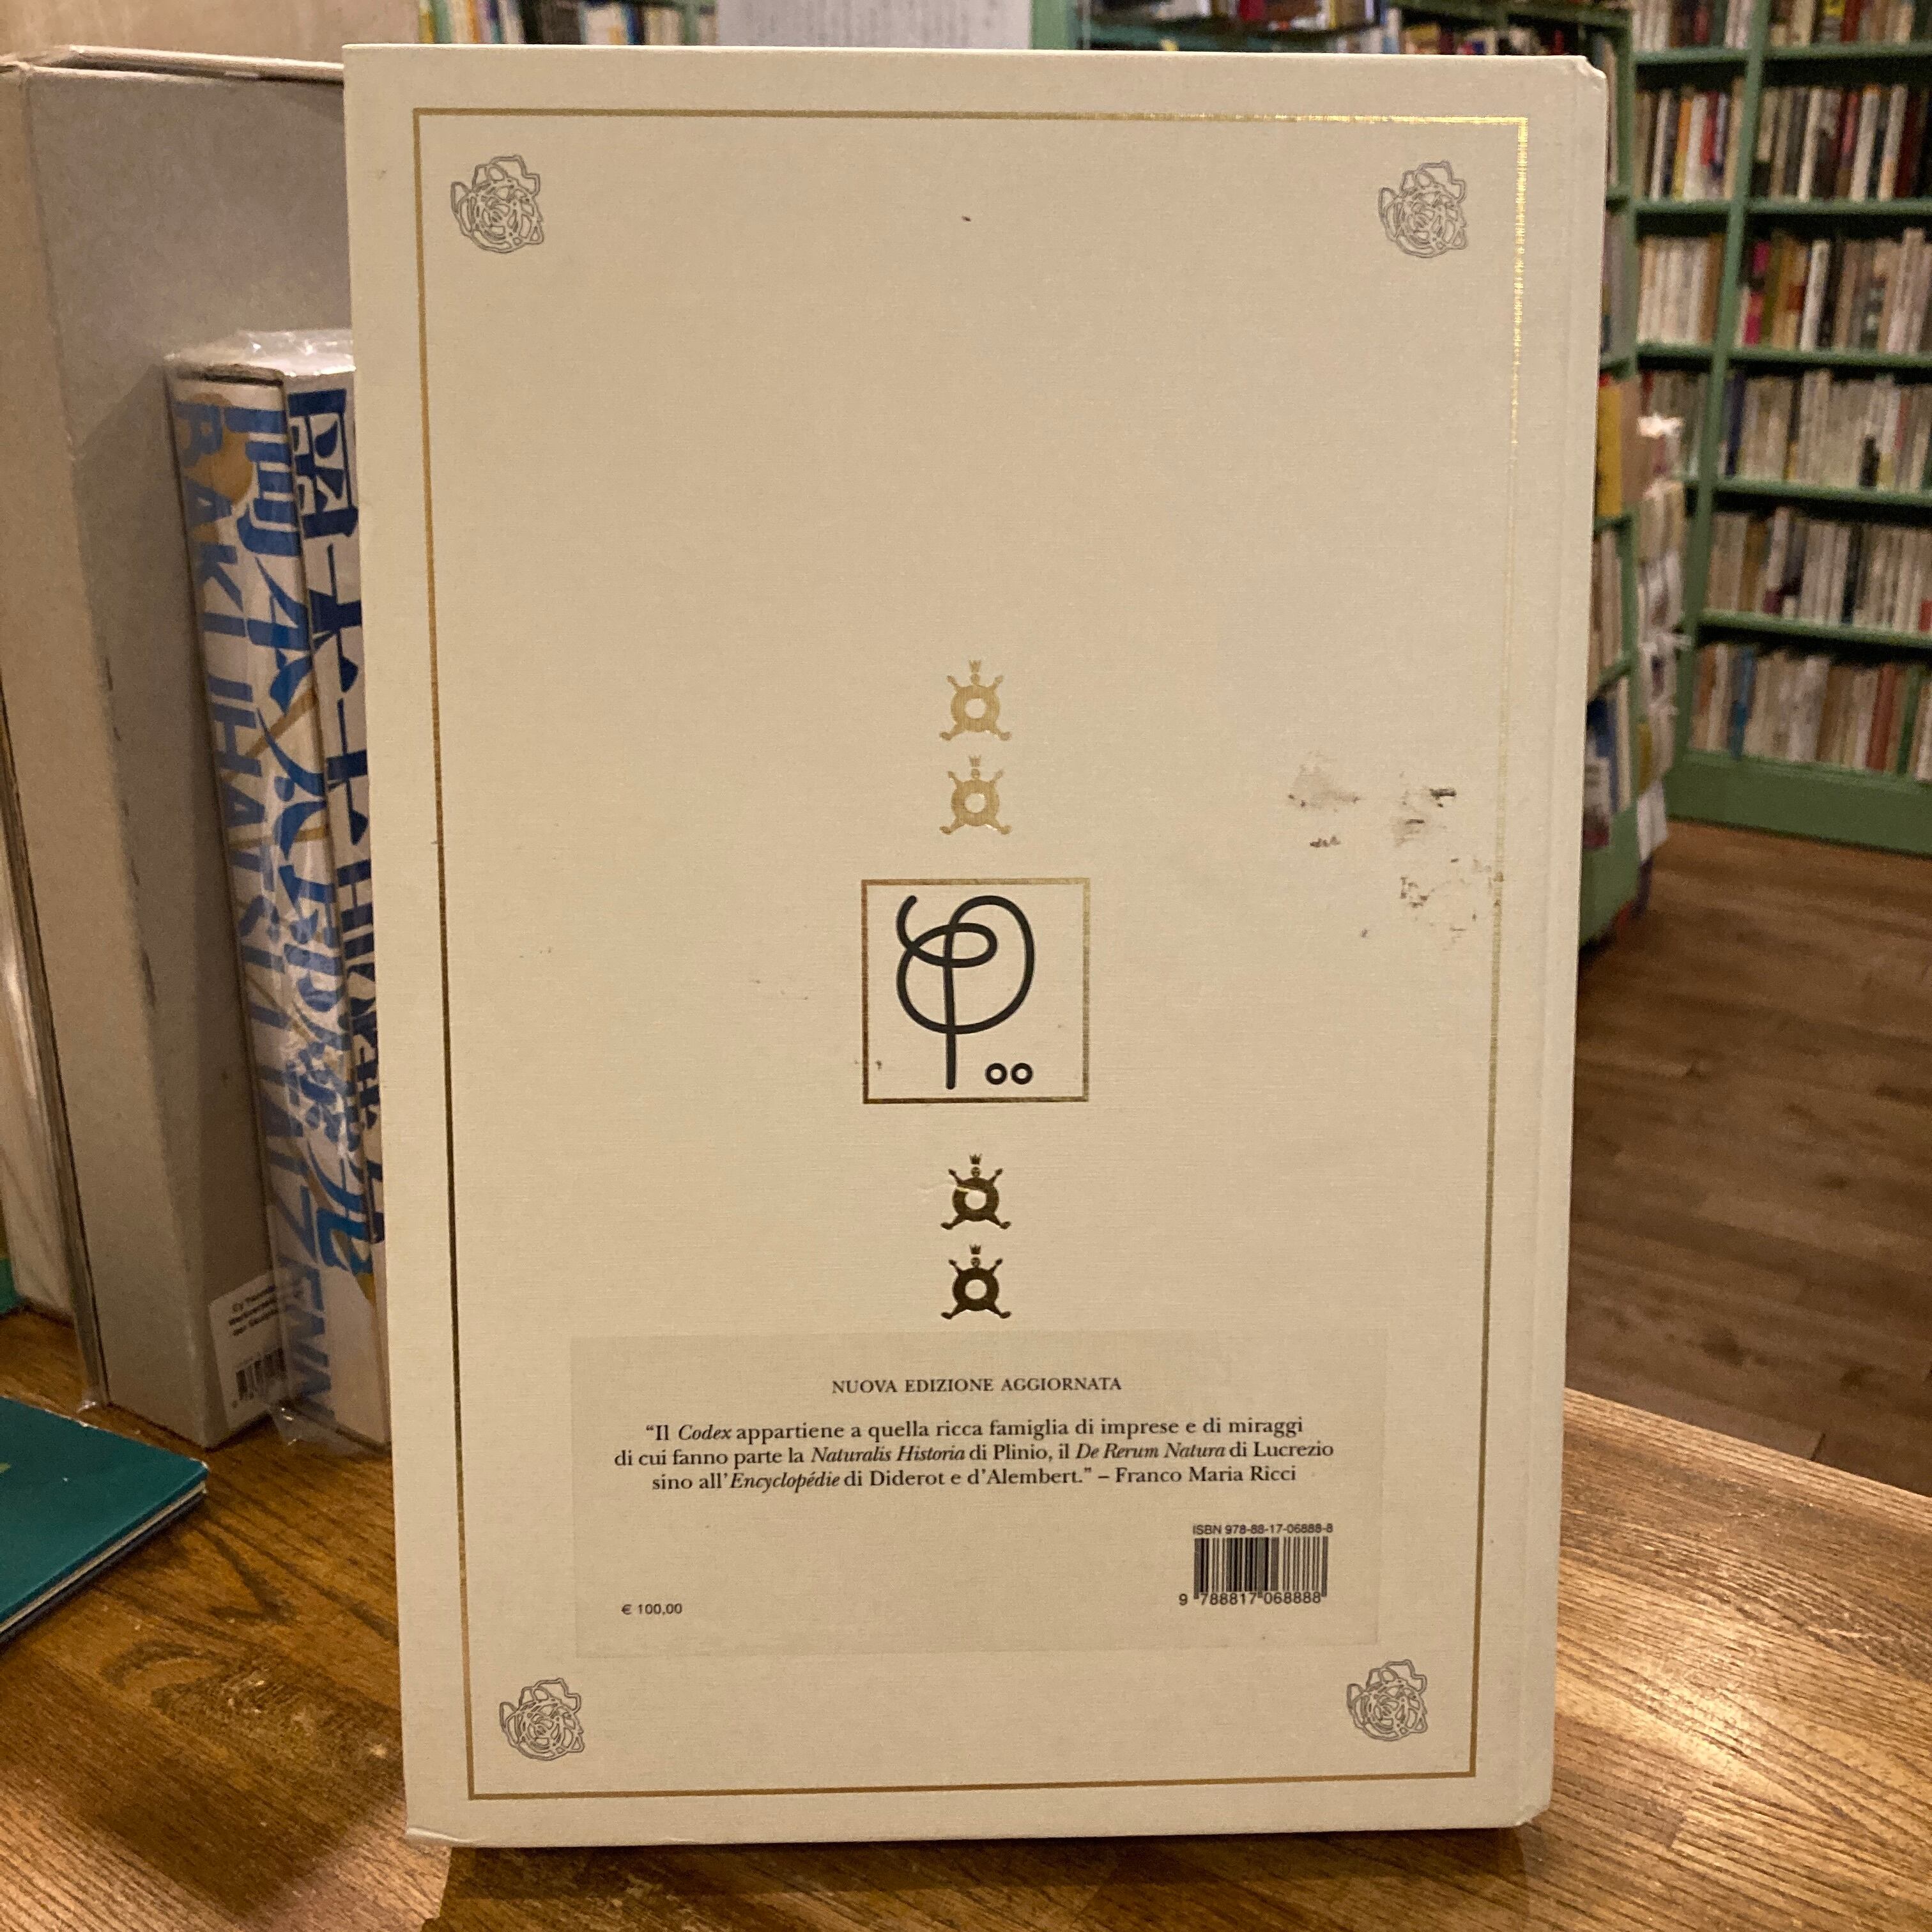 NUOVA EDIZIONE AGGIORNATA
“Il Codex appartiene a quella ricca famiglia di imprese e di miraggi
di cui fanno parte la Naturalis Historia di Plinio, il De Rerum Natura di Lucrezio
sino all’Encyclopédie di Diderot e d’Alembert.” – Franco Maria Ricci
ISBN 978-88-17-06888-8
9 788817 068888
€ 100,00